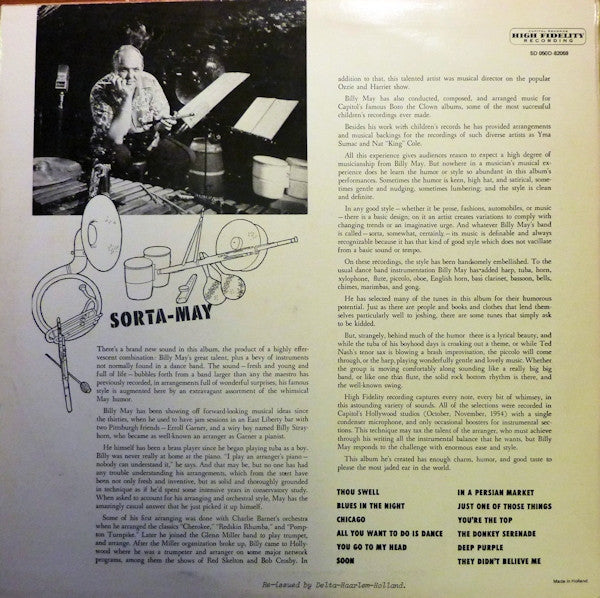 CAPITOL RECORDS
HIGH FIDELITY
RECORDING
SD 056D-82068
SORTA-MAY
There's a brand new sound in this album, the product of a highly effer-
vescent combination: Billy May's great talent, plus a bevy of instruments
not normally found in a dance band. The sound – fresh and young and
full of life – bubbles forth from a band larger than any the maestro has
previously recorded, in arrangements full of wonderful surprises, his famous
style is augmented here by an extravagant assortment of the whimsical
May humor.
Billy May has been showing off forward-looking musical ideas since
the thirties, when he used to have jam sessions in an East Liberty bar with
two Pittsburgh friends – Erroll Garner, and a wiry boy named Billy Stray-
horn, who became as well-known an arranger as Garner a pianist.
He himself has been a brass player since he began playing tuba as a boy.
Billy was never really at home at the piano. "I play an arranger's piano –
nobody can understand it," he says. And that may be, but no one has had
any trouble understanding his arrangements, which from the start have
been not only fresh and inventive, but as solid and thoroughly grounded
in technique as if he'd spent some intensive years in conservatory study.
When asked to account for his arranging and orchestral style, May has the
amazingly casual answer that he just picked it up himself.
Some of his first arranging was done with Charlie Barnet's orchestra
when he arranged the classics "Cherokee," "Redskin Rhumba," and "Pomp-
ton Turnpike." Later he joined the Glenn Miller band to play trumpet,
and arrange. After the Miller organization broke up, Billy came to Holly-
wood where he was a trumpeter and arranger on some major network
programs, among them the shows of Red Skelton and Bob Crosby. In
addition to that, this talented artist was musical director on the popular
Ozzie and Harriet show.
Billy May has also conducted, composed, and arranged music for
Capitol's famous Bozo the Clown albums, some of the most successful
children's recordings ever made.
Besides his work with children's records he has provided arrangements
and musical backings for the recordings of such diverse artists as Yma
Sumac and Nat "King" Cole.
All this experience gives audiences reason to expect a high degree of
musicianship from Billy May. But nowhere in a musician's musical ex-
perience does he learn the humor or style so abundant in this album's
performances. Sometimes the humor is keen, high hat, and satirical, some-
times gentle and nudging, sometimes lumbering; and the style is clean
and definite.
In any good style – whether it be prose, fashions, automobiles, or music
– there is a basic design; on it an artist creates variations to comply with
changing trends or an imaginative urge. And whatever Billy May's band
is called – sorta, somewhat, certainly – its music is definable and always
recognizable because it has that kind of good style which does not vacillate
from a basic sound or tempo.
On these recordings, the style has been handsomely embellished. To the
usual dance band instrumentation Billy May has added harp, tuba, horn,
xylophone, flute, piccolo, oboe, English horn, bass clarinet, bassoon, bells,
chimes, marimbas, and gong.
He has selected many of the tunes in this album for their humorous
potential. Just as there are people and books and clothes that lend them-
selves particularly well to joshing, there are some tunes that simply ask
to be kidded.
But, strangely, behind much of the humor there is a lyrical beauty, and
while the tuba of his boyhood days is croaking out a theme, or while Ted
Nash's tenor sax is blowing a brash improvisation, the piccolo will come
through, or the harp, playing wonderfully gentle and lovely music. Whether
the group is moving comfortably along sounding like a really big big
band, or like one thin flute, the solid rock bottom rhythm is there, and
the well-known swing.
High Fidelity recording captures every note, every bit of whimsey, in
this astounding variety of sounds. All of the selections were recorded in
Capitol's Hollywood studios (October, November, 1954) with a single
condenser microphone, and only occasional boosters for instrumental sec-
tions. This technique may tax the talent of the arranger, who must achieve
through his writing all the instrumental balance that he wants, but Billy
May responds to the challenge with enormous ease and style.
This album he's created has enough charm, humor, and good taste to
please the most jaded ear in the world.
THOU SWELL
BLUES IN THE NIGHT
CHICAGO
ALL YOU WANT TO DO IS DANCE
YOU GO TO MY HEAD
SOON
IN A PERSIAN MARKET
JUST ONE OF THOSE THINGS
YOU'RE THE TOP
THE DONKEY SERENADE
DEEP PURPLE
THEY DIDN'T BELIEVE ME
Made in Holland
Re-issued by Delta-Haarlem-Holland.